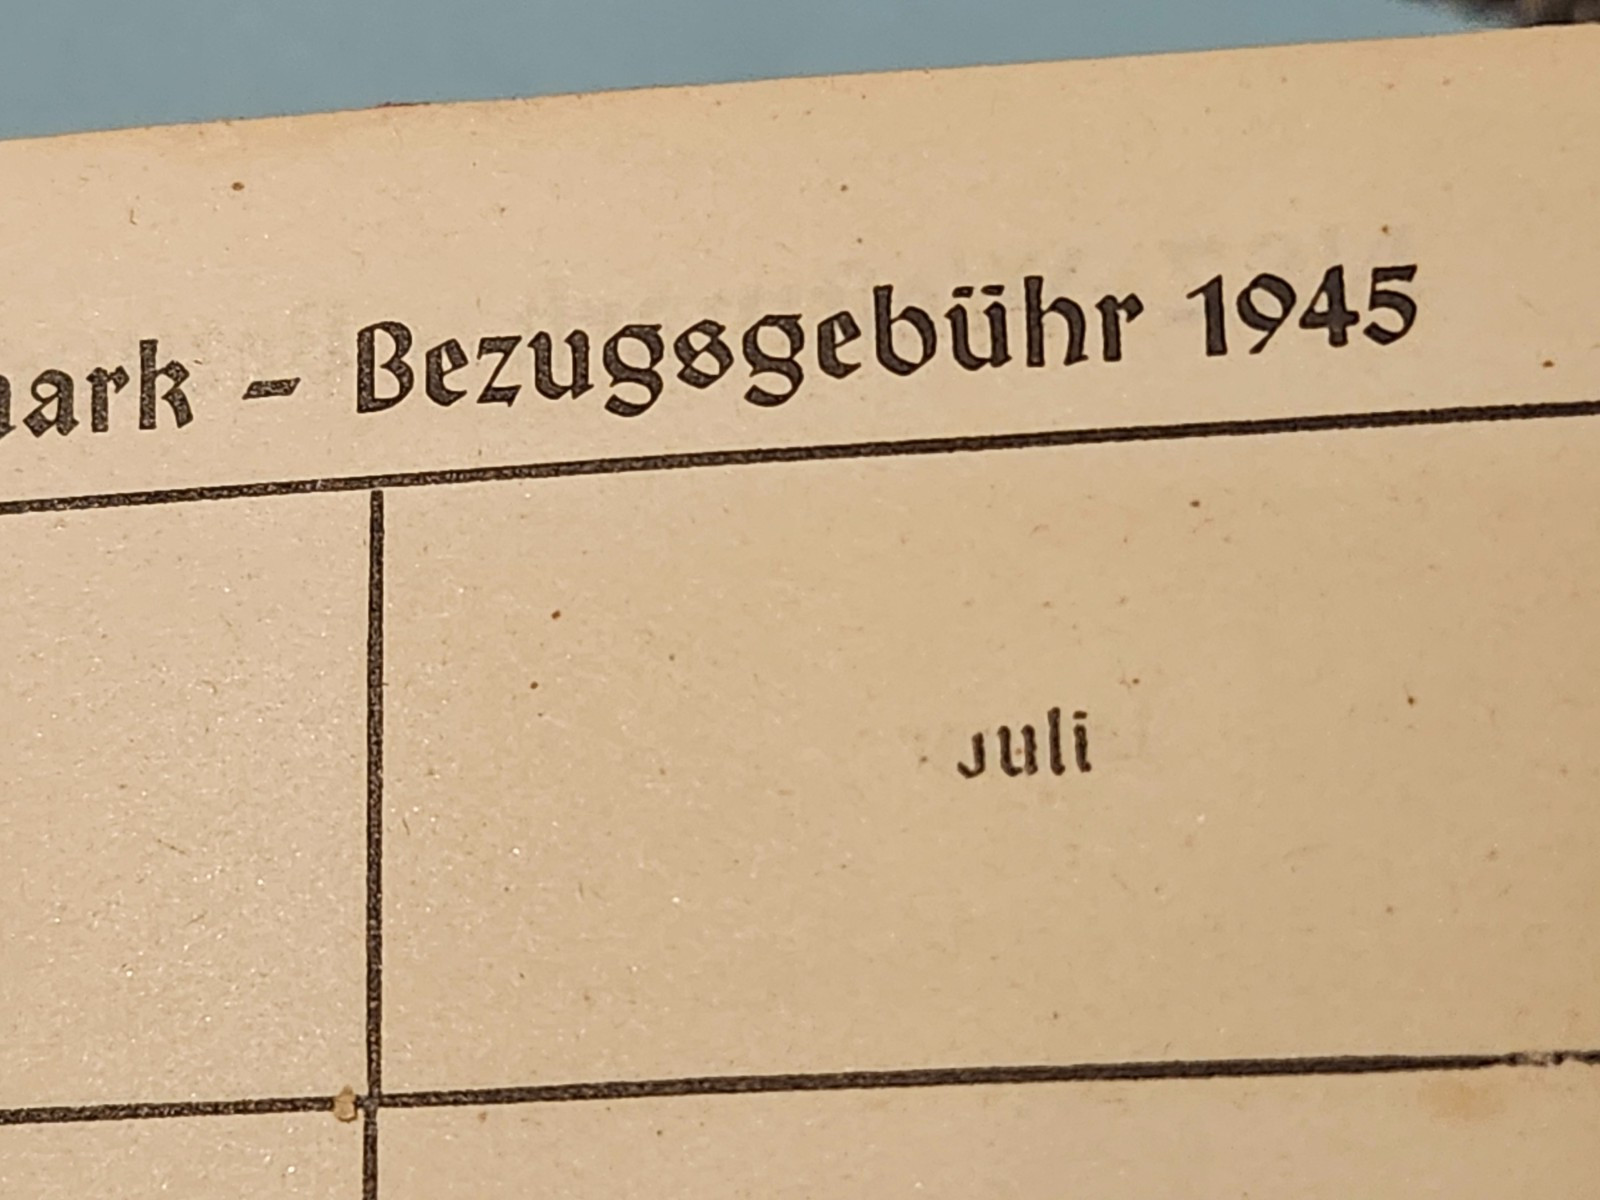 ark - Bezugsgebühr 1945
Juli